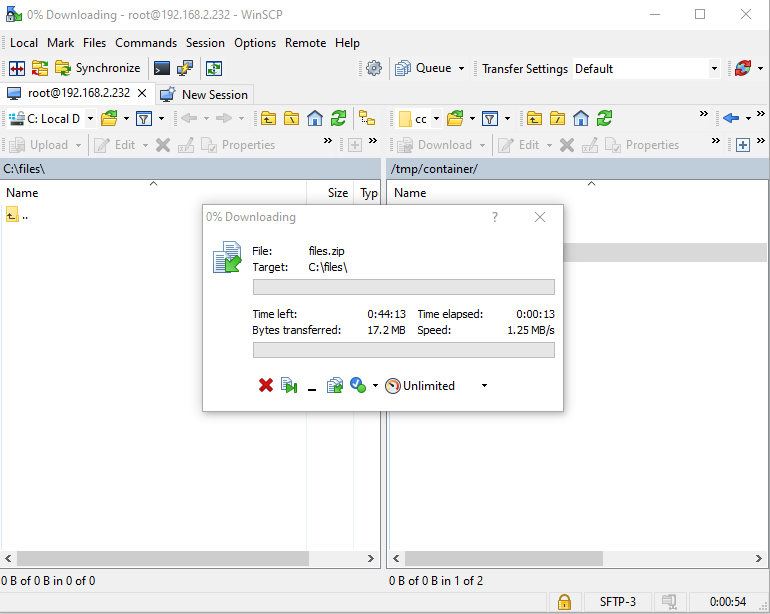 0% Downloading - root@192.168.2.232 - WinSCP
Local Mark Files Commands Session Options Remote Help
Synchronize Queue Transfer Settings Default
root@192.168.2.232 New Session
C: Local D cc
Upload Edit Properties Download Edit Properties
C:\files\ /tmp/container/
Name Size Typ Name
..
0% Downloading ?
File: files.zip
Target: C:\files\
Time left: 0:44:13 Time elapsed: 0:00:13
Bytes transferred: 17.2 MB Speed: 1.25 MB/s
Unlimited
0 B of 0 B in 0 of 0 0 B of 0 B in 1 of 2
SFTP-3 0:00:54